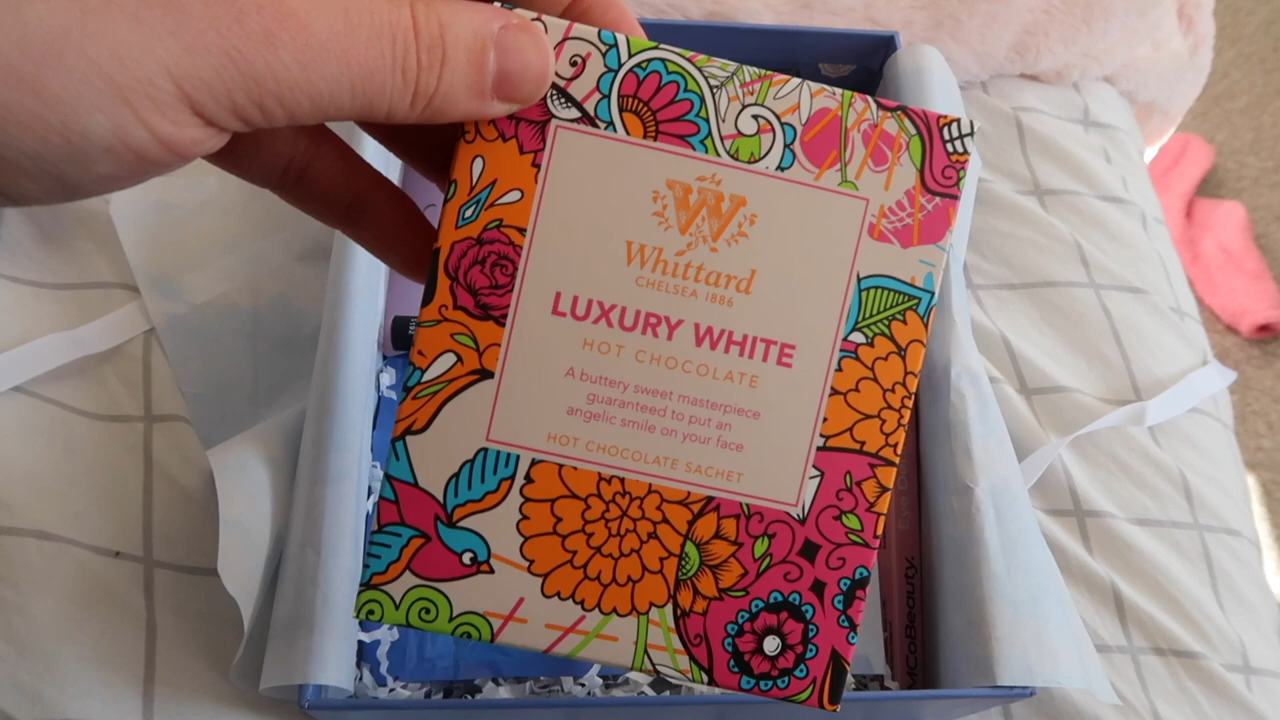 W
Whittard
CHELSEA 1886
LUXURY WHITE
HOT CHOCOLATE
A buttery sweet masterpiece
guaranteed to put an
angelic smile on your face
HOT CHOCOLATE SACHET
MCoBeauty.